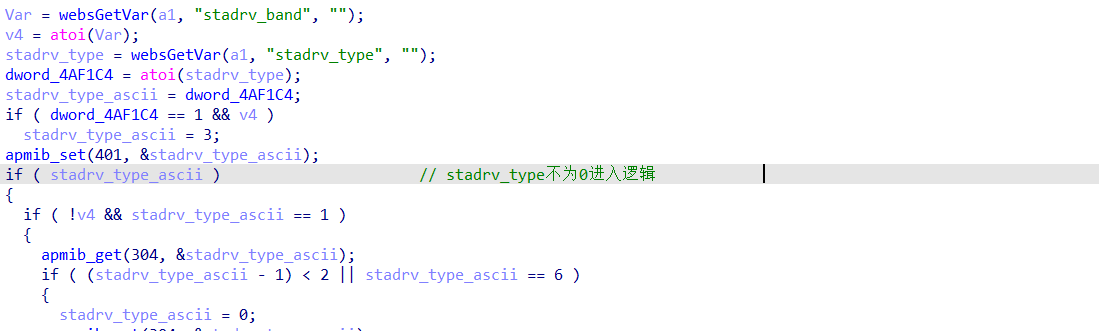 Var = websGetVar(a1, "stadrv_band", "");
v4 = atoi(Var);
stadrv_type = websGetVar(a1, "stadrv_type", "");
dword_4AF1C4 = atoi(stadrv_type);
stadrv_type_ascii = dword_4AF1C4;
if ( dword_4AF1C4 == 1 && v4 )
  stadrv_type_ascii = 3;
apmib_set(401, &stadrv_type_ascii);
if ( stadrv_type_ascii )                      // stadrv_type不为0进入逻辑
{
  if ( !v4 && stadrv_type_ascii == 1 )
  {
    apmib_get(304, &stadrv_type_ascii);
    if ( (stadrv_type_ascii - 1) < 2 || stadrv_type_ascii == 6 )
    {
      stadrv_type_ascii = 0;